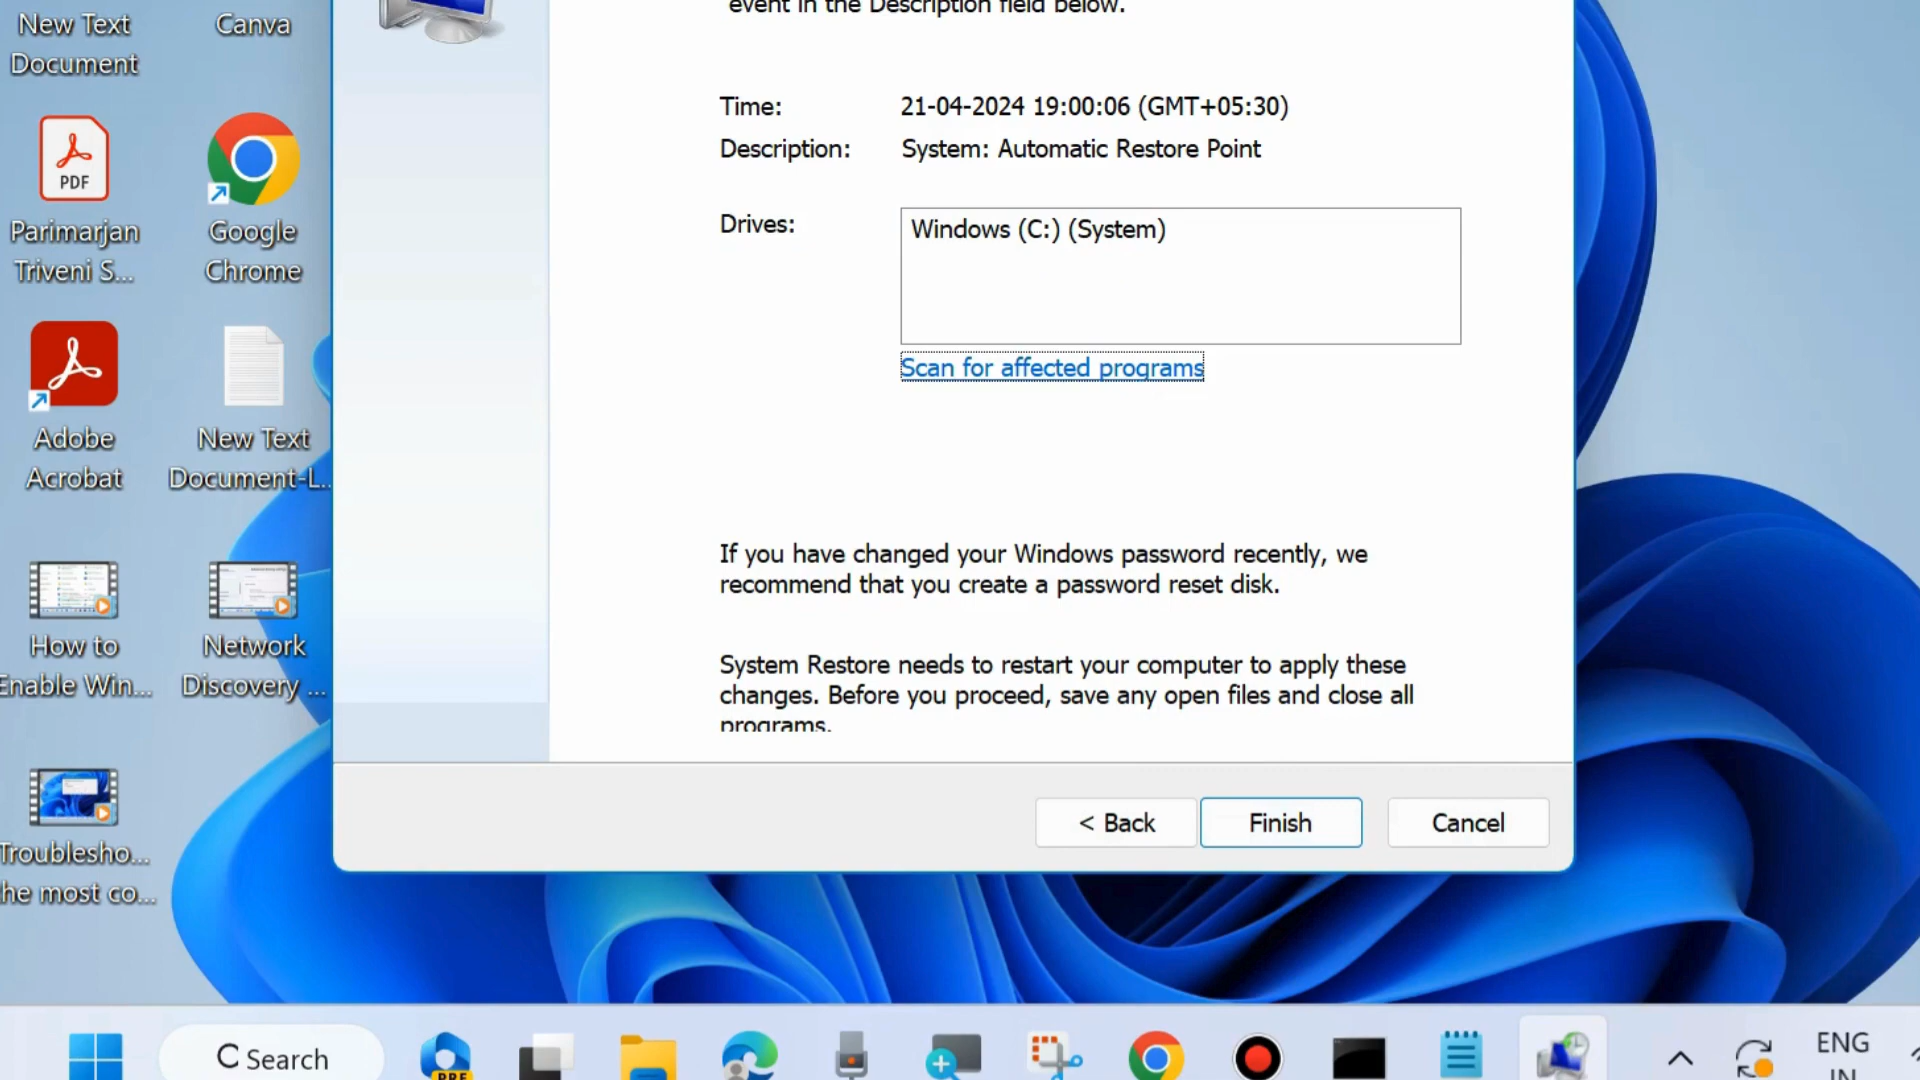 New Text
Document
Canva
PDF
Parimarjan
Triveni S...
Google
Chrome
Adobe
Acrobat
New Text
Document-L...
How to
Enable Win...
Network
Discovery ...
Troublesho...
he most co...
event in the Description field below.
Time: 21-04-2024 19:00:06 (GMT+05:30)
Description: System: Automatic Restore Point
Drives: Windows (C:) (System)
Scan for affected programs
If you have changed your Windows password recently, we
recommend that you create a password reset disk.
System Restore needs to restart your computer to apply these
changes. Before you proceed, save any open files and close all
programs.
< Back
Finish
Cancel
Search
PRE
ENG
IN